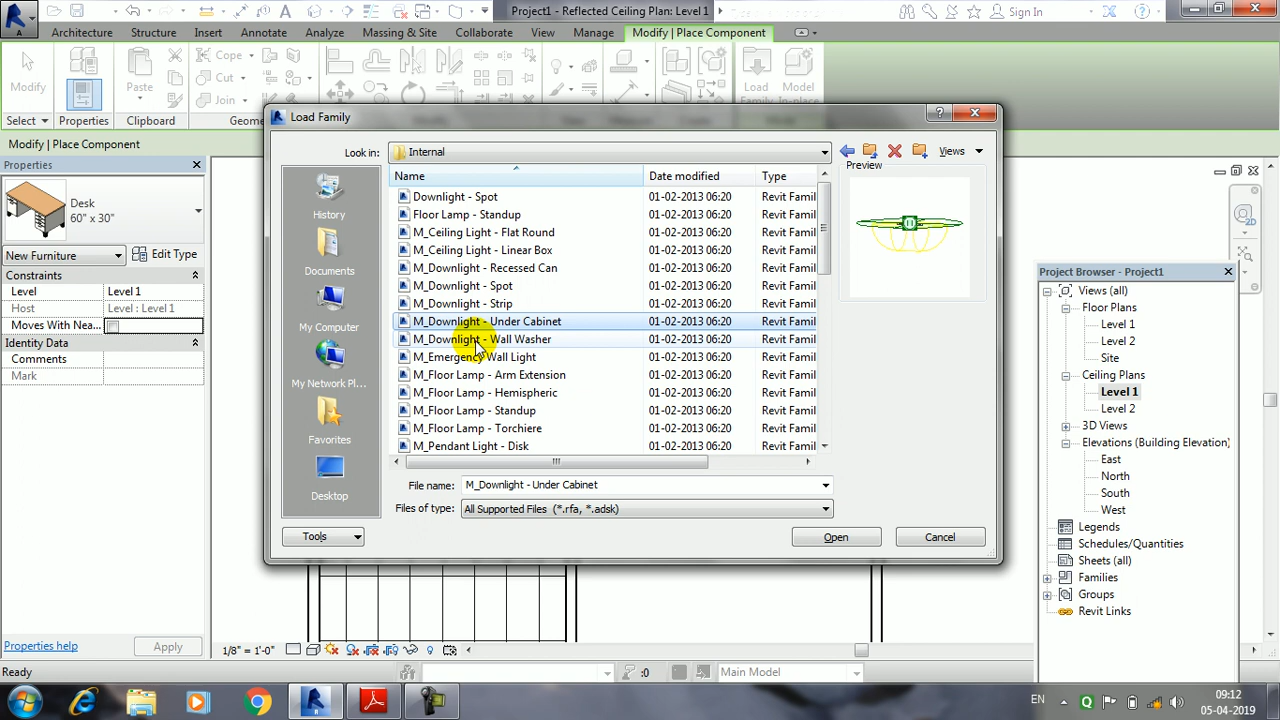 Project1 - Reflected Ceiling Plan: Level 1
Sign In
Architecture Structure Insert Annotate Analyze Massing & Site Collaborate View Manage Modify | Place Component
Modify
Paste
Cope
Cut
Join
Load Family
Model In-place
Select Properties Clipboard
Modify | Place Component
Properties
Desk
60" x 30"
New Furniture
Edit Type
Constraints
Level Level 1
Host Level : Level 1
Moves With Nea...
Identity Data
Comments
Mark
Properties help
Apply
Load Family
Look in: Internal
Views
Name Date modified Type
Downlight - Spot 01-02-2013 06:20 Revit Famil
Floor Lamp - Standup 01-02-2013 06:20 Revit Famil
M_Ceiling Light - Flat Round 01-02-2013 06:20 Revit Famil
M_Ceiling Light - Linear Box 01-02-2013 06:20 Revit Famil
M_Downlight - Recessed Can 01-02-2013 06:20 Revit Famil
M_Downlight - Spot 01-02-2013 06:20 Revit Famil
M_Downlight - Strip 01-02-2013 06:20 Revit Famil
M_Downlight - Under Cabinet 01-02-2013 06:20 Revit Famil
M_Downlight - Wall Washer 01-02-2013 06:20 Revit Famil
M_Emergency Wall Light 01-02-2013 06:20 Revit Famil
M_Floor Lamp - Arm Extension 01-02-2013 06:20 Revit Famil
M_Floor Lamp - Hemispheric 01-02-2013 06:20 Revit Famil
M_Floor Lamp - Standup 01-02-2013 06:20 Revit Famil
M_Floor Lamp - Torchiere 01-02-2013 06:20 Revit Famil
M_Pendant Light - Disk 01-02-2013 06:20 Revit Famil
History
Documents
My Computer
My Network Pl...
Favorites
Desktop
Preview
File name: M_Downlight - Under Cabinet
Files of type: All Supported Files (*.rfa, *.adsk)
Tools
Open
Cancel
Project Browser - Project1
Views (all)
Floor Plans
Level 1
Level 2
Site
Ceiling Plans
Level 1
Level 2
3D Views
Elevations (Building Elevation)
East
North
South
West
Legends
Schedules/Quantities
Sheets (all)
Families
Groups
Revit Links
1/8" = 1'-0"
Ready
:0
Main Model
EN
09:12
05-04-2019